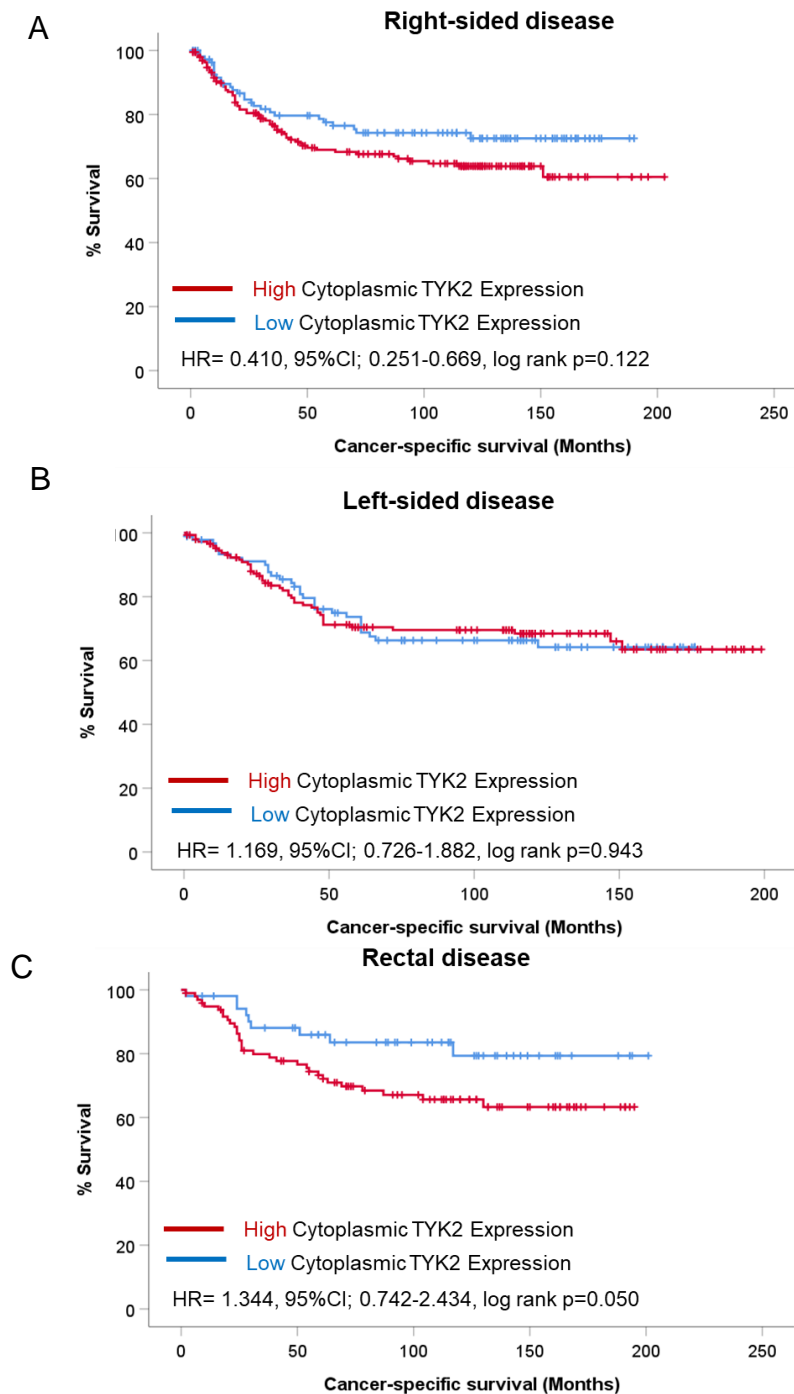 A
Right-sided disease
100
80
60
40
20
0
% Survival
High Cytoplasmic TYK2 Expression
Low Cytoplasmic TYK2 Expression
HR= 0.410, 95%CI; 0.251-0.669, log rank p=0.122
0 50 100 150 200 250
Cancer-specific survival (Months)
B
Left-sided disease
100
80
60
40
20
0
% Survival
High Cytoplasmic TYK2 Expression
Low Cytoplasmic TYK2 Expression
HR= 1.169, 95%CI; 0.726-1.882, log rank p=0.943
0 50 100 150 200
Cancer-specific survival (Months)
C
Rectal disease
100
80
60
40
20
0
% Survival
High Cytoplasmic TYK2 Expression
Low Cytoplasmic TYK2 Expression
HR= 1.344, 95%CI; 0.742-2.434, log rank p=0.050
0 50 100 150 200 250
Cancer-specific survival (Months)